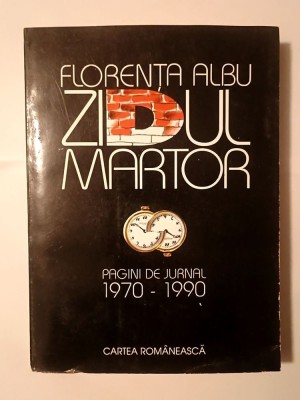 FLORENȚA ALBU
ZIDUL
MARTOR
PAGINI DE JURNAL
1970 - 1990
CARTEA ROMÂNEASCĂ